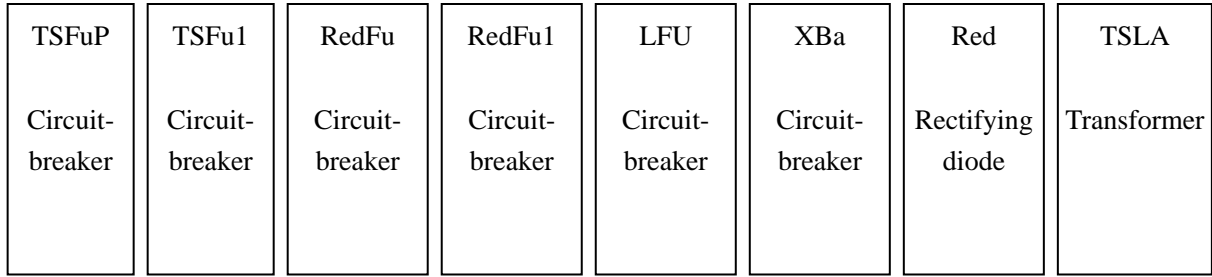 TSFuP
Circuit-
breaker
TSFu1
Circuit-
breaker
RedFu
Circuit-
breaker
RedFu1
Circuit-
breaker
LFU
Circuit-
breaker
XBa
Circuit-
breaker
Red
Rectifying
diode
TSLA
Transformer